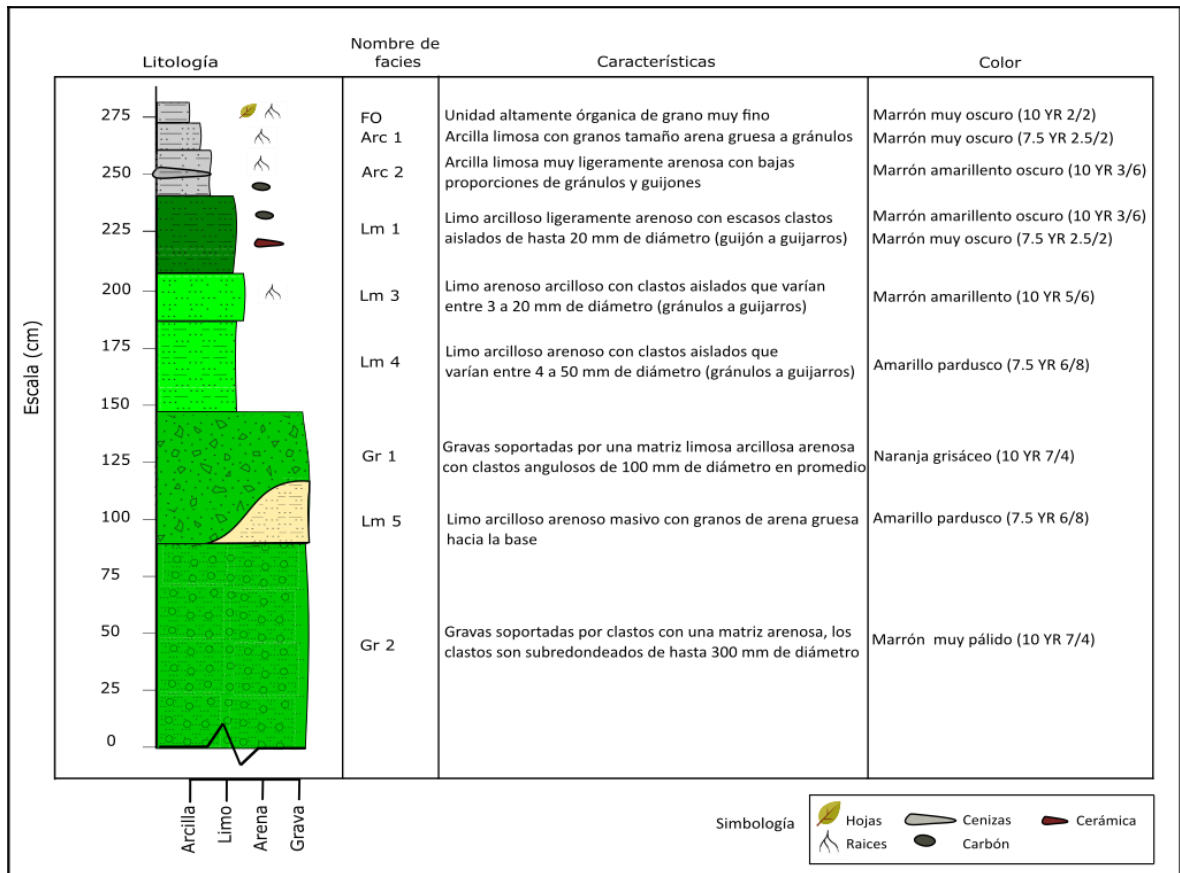 Litología
Nombre de
facies
Características
Color
Escala (cm)
275
250
225
200
175
150
125
100
75
50
25
0
FO
Unidad altamente órganica de grano muy fino
Marrón muy oscuro (10 YR 2/2)
Arc 1
Arcilla limosa con granos tamaño arena gruesa a gránulos
Marrón muy oscuro (7.5 YR 2.5/2)
Arc 2
Arcilla limosa muy ligeramente arenosa con bajas
proporciones de gránulos y guijones
Marrón amarillento oscuro (10 YR 3/6)
Lm 1
Limo arcilloso ligeramente arenoso con escasos clastos
aislados de hasta 20 mm de diámetro (guijón a guijarros)
Marrón amarillento oscuro (10 YR 3/6)
Marrón muy oscuro (7.5 YR 2.5/2)
Lm 3
Limo arenoso arcilloso con clastos aislados que varían
entre 3 a 20 mm de diámetro (gránulos a guijarros)
Marrón amarillento (10 YR 5/6)
Lm 4
Limo arcilloso arenoso con clastos aislados que
varían entre 4 a 50 mm de diámetro (gránulos a guijarros)
Amarillo pardusco (7.5 YR 6/8)
Gr 1
Gravas soportadas por una matriz limosa arcillosa arenosa
con clastos angulosos de 100 mm de diámetro en promedio
Naranja grisáceo (10 YR 7/4)
Lm 5
Limo arcilloso arenoso masivo con granos de arena gruesa
hacia la base
Amarillo pardusco (7.5 YR 6/8)
Gr 2
Gravas soportadas por clastos con una matriz arenosa, los
clastos son subredondeados de hasta 300 mm de diámetro
Marrón muy pálido (10 YR 7/4)
Arcilla
Limo
Arena
Grava
Simbología
Hojas
Cenizas
Cerámica
Raices
Carbón